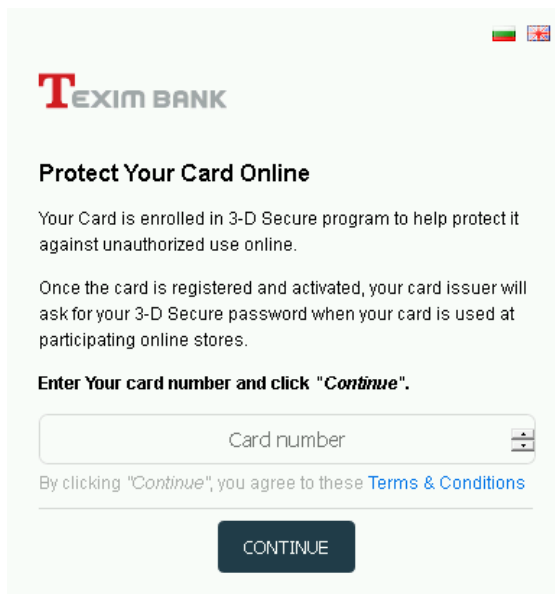 TEXIM BANK
Protect Your Card Online
Your Card is enrolled in 3-D Secure program to help protect it
against unauthorized use online.
Once the card is registered and activated, your card issuer will
ask for your 3-D Secure password when your card is used at
participating online stores.
Enter Your card number and click "Continue".
Card number
By clicking "Continue", you agree to these Terms & Conditions
CONTINUE